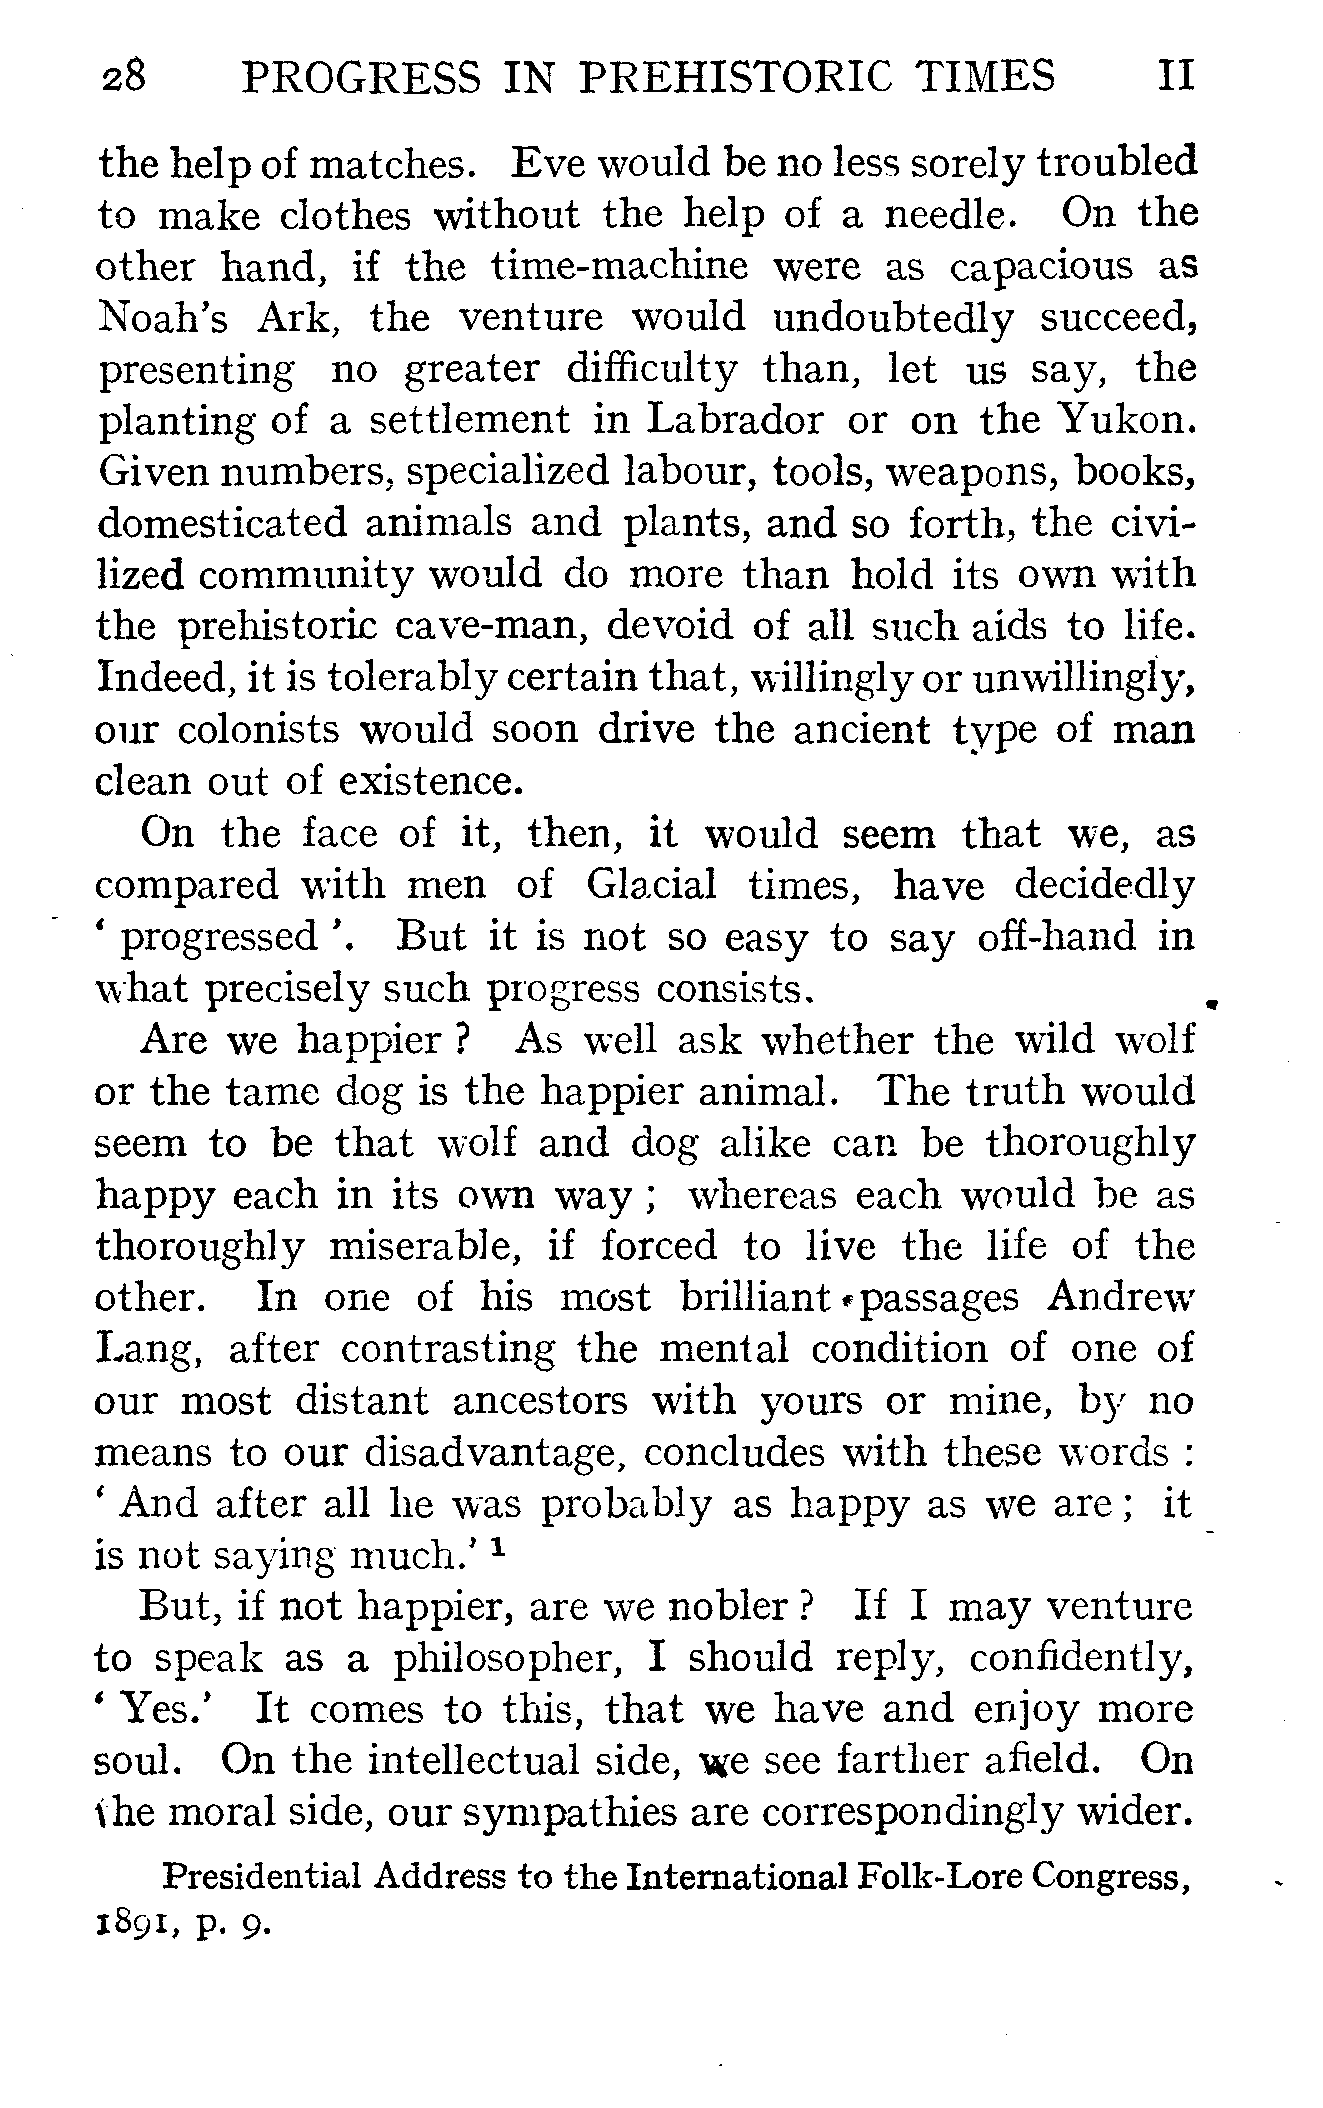 28 PROGRESS IN PREHISTORIC TIMES II
the help of matches. Eve would be no less sorely troubled
to make clothes without the help of a needle. On the
other hand, if the time-machine were as capacious as
Noah's Ark, the venture would undoubtedly succeed,
presenting no greater difficulty than, let us say, the
planting of a settlement in Labrador or on the Yukon.
Given numbers, specialized labour, tools, weapons, books,
domesticated animals and plants, and so forth, the civi-
lized community would do more than hold its own with
the prehistoric cave-man, devoid of all such aids to life.
Indeed, it is tolerably certain that, willingly or unwillingly,
our colonists would soon drive the ancient type of man
clean out of existence.
On the face of it, then, it would seem that we, as
compared with men of Glacial times, have decidedly
‘ progressed ’. But it is not so easy to say off-hand in
what precisely such progress consists.
Are we happier ? As well ask whether the wild wolf
or the tame dog is the happier animal. The truth would
seem to be that wolf and dog alike can be thoroughly
happy each in its own way ; whereas each would be as
thoroughly miserable, if forced to live the life of the
other. In one of his most brilliant passages Andrew
Lang, after contrasting the mental condition of one of
our most distant ancestors with yours or mine, by no
means to our disadvantage, concludes with these words :
‘ And after all he was probably as happy as we are ; it
is not saying much.’ 1
But, if not happier, are we nobler ? If I may venture
to speak as a philosopher, I should reply, confidently,
‘ Yes.’ It comes to this, that we have and enjoy more
soul. On the intellectual side, we see farther afield. On
the moral side, our sympathies are correspondingly wider.
Presidential Address to the International Folk-Lore Congress,
1891, p. 9.